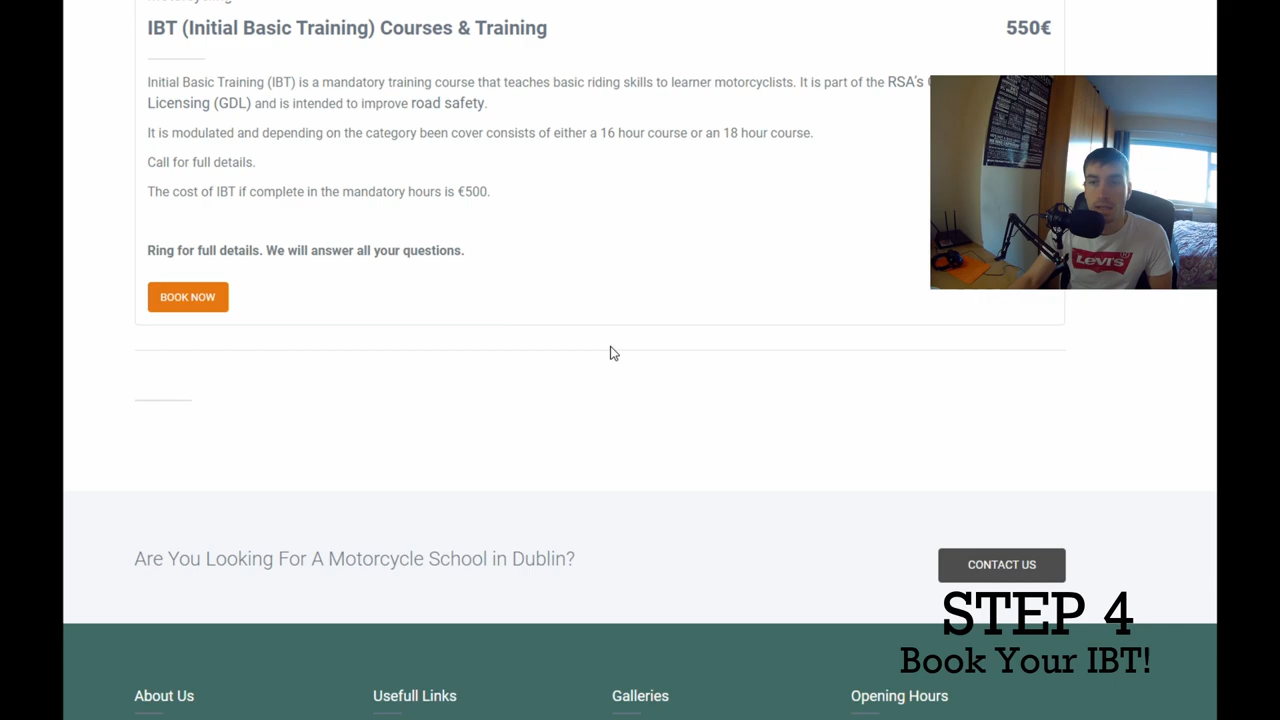 IBT (Initial Basic Training) Courses & Training 550€
Initial Basic Training (IBT) is a mandatory training course that teaches basic riding skills to learner motorcyclists. It is part of the RSA's
Licensing (GDL) and is intended to improve road safety.
It is modulated and depending on the category been cover consists of either a 16 hour course or an 18 hour course.
Call for full details.
The cost of IBT if complete in the mandatory hours is €500.
Ring for full details. We will answer all your questions.
BOOK NOW
Levi's
Are You Looking For A Motorcycle School in Dublin?
CONTACT US
STEP 4
Book Your IBT!
About Us Usefull Links Galleries Opening Hours